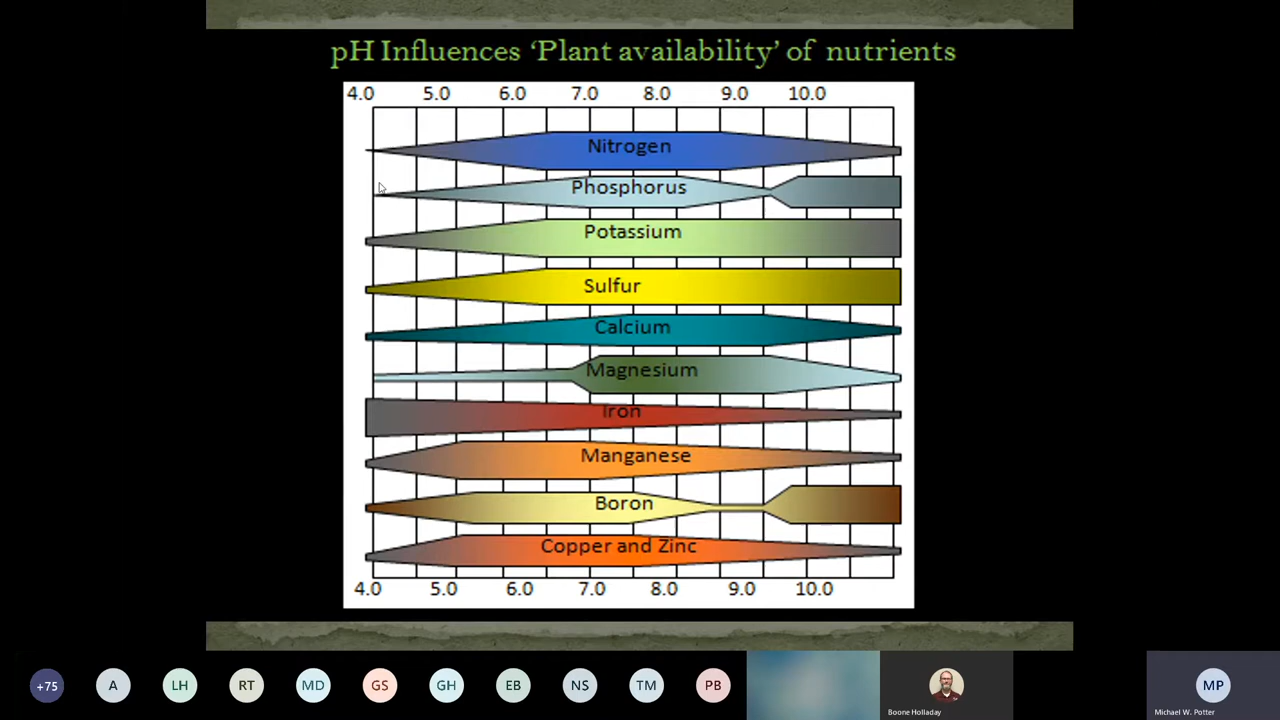 pH Influences ‘Plant availability’ of nutrients
4.0 5.0 6.0 7.0 8.0 9.0 10.0
Nitrogen
Phosphorus
Potassium
Sulfur
Calcium
Magnesium
Iron
Manganese
Boron
Copper and Zinc
4.0 5.0 6.0 7.0 8.0 9.0 10.0
+75 A LH RT MD GS GH EB NS TM PB MP
Boone Holladay Michael W. Potter